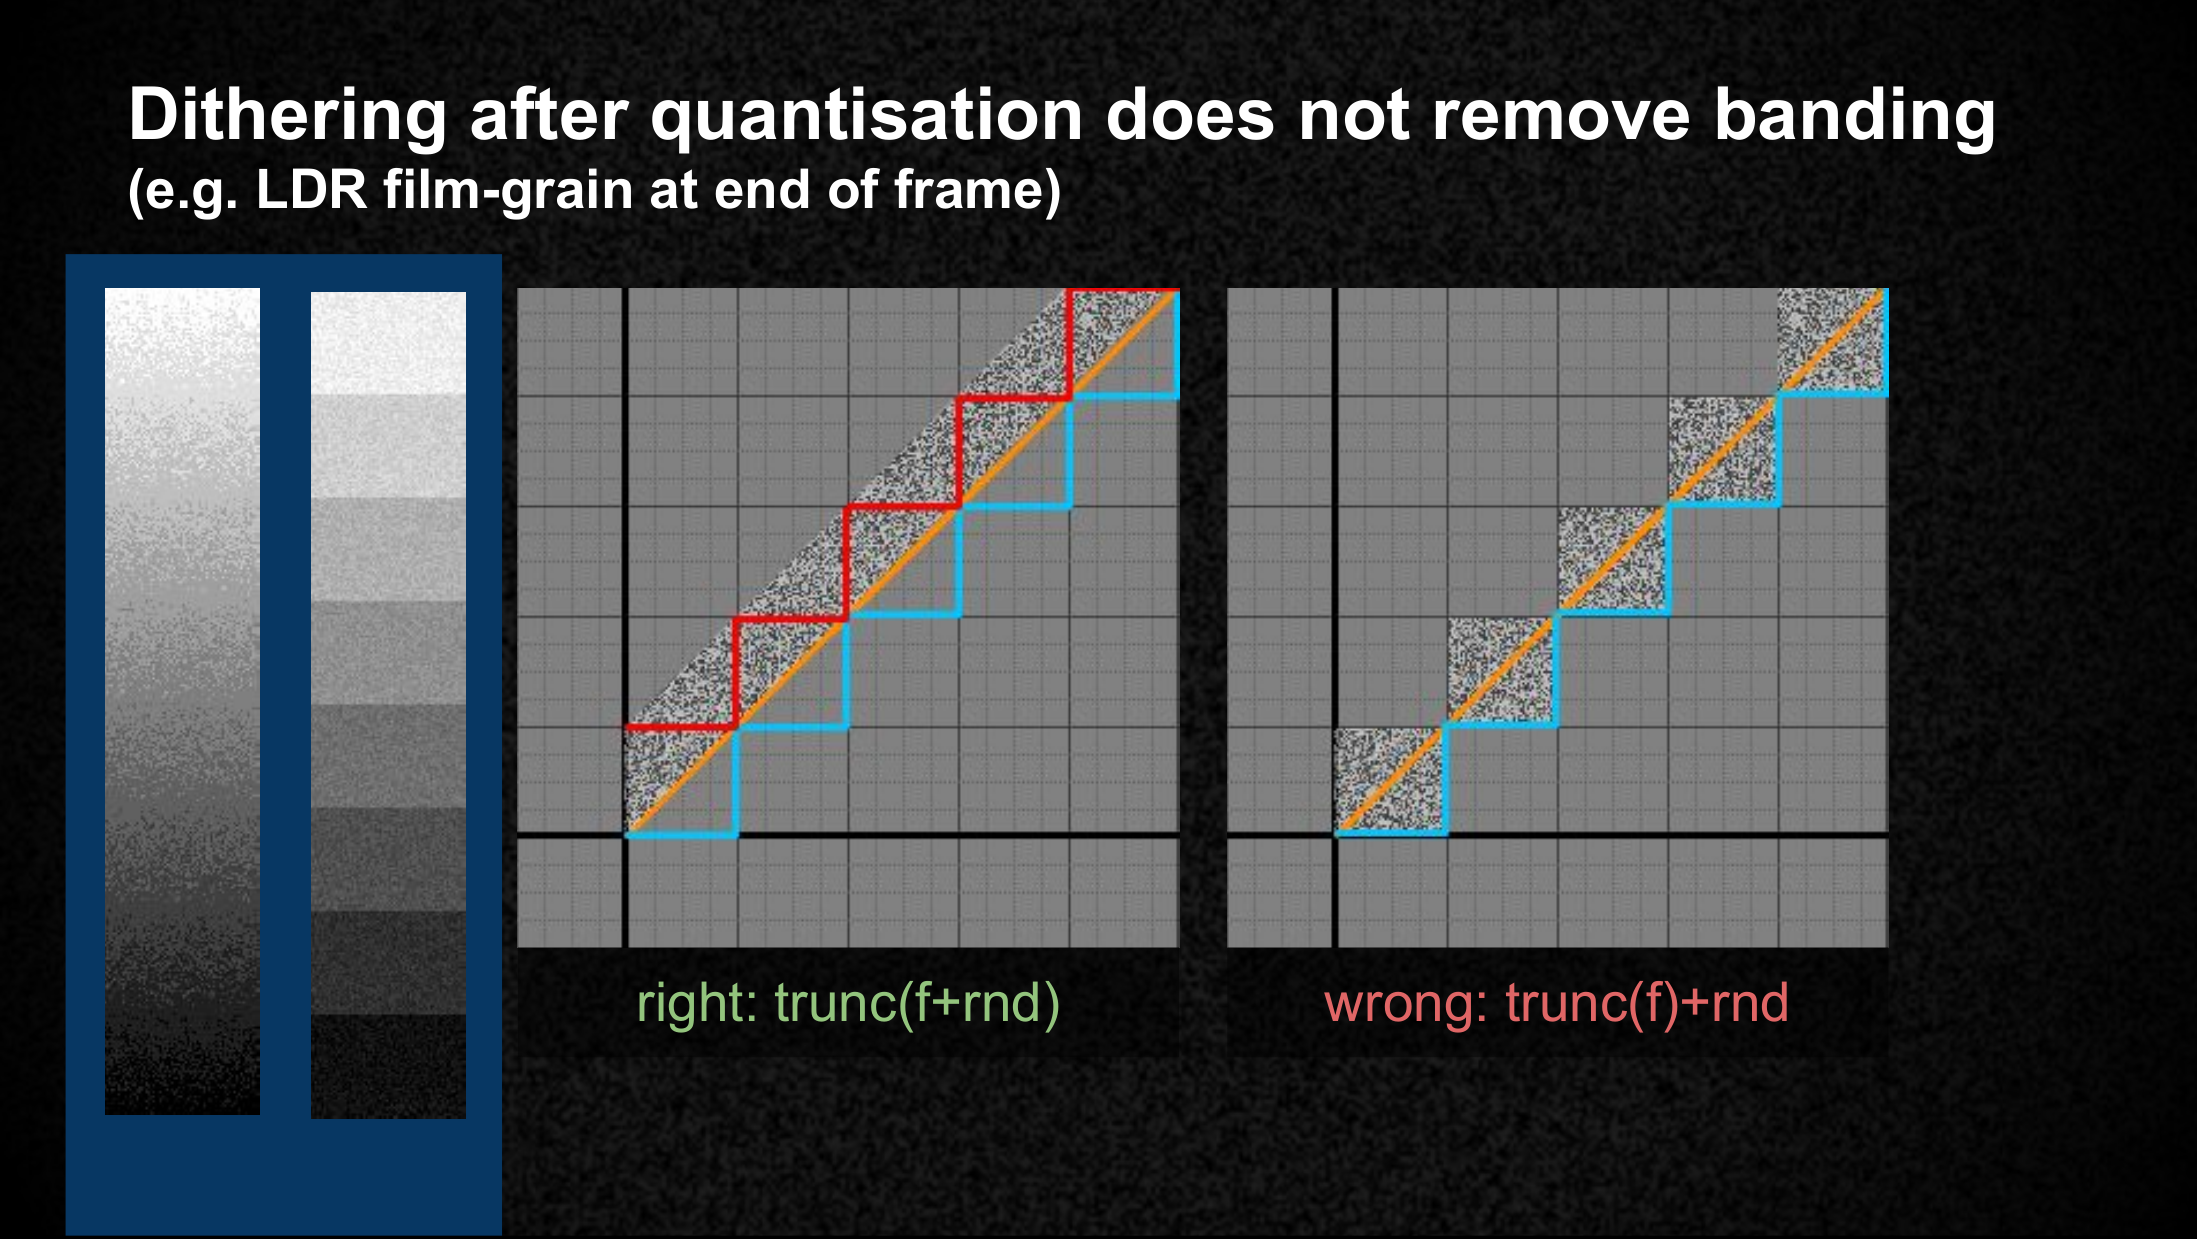 Dithering after quantisation does not remove banding
(e.g. LDR film-grain at end of frame)
right: trunc(f+rnd)
wrong: trunc(f)+rnd